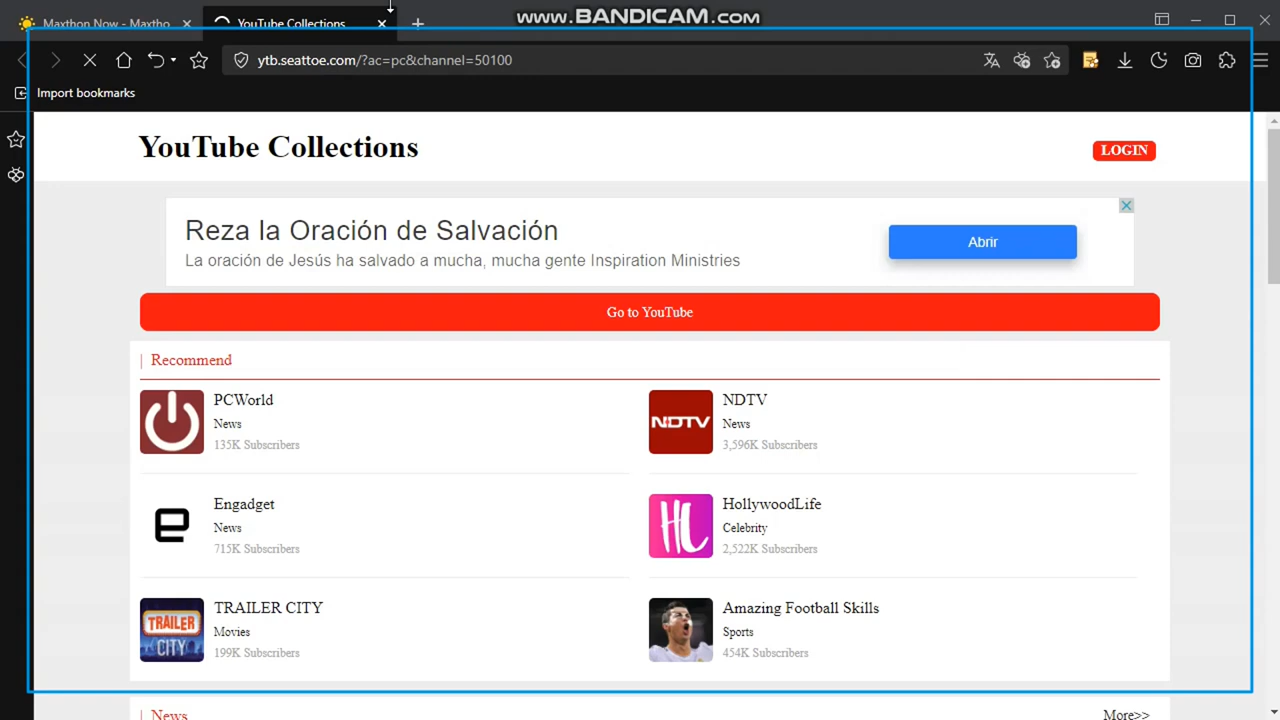 www.BANDICAM.com
Maxthon Now - Maxtho
YouTube Collections
ytb.seattoe.com/?ac=pc&channel=50100
Import bookmarks
YouTube Collections
LOGIN
Reza la Oración de Salvación
La oración de Jesús ha salvado a mucha, mucha gente Inspiration Ministries
Abrir
Go to YouTube
Recommend
PCWorld
News
135K Subscribers
NDTV
NDTV
News
3,596K Subscribers
e
Engadget
News
715K Subscribers
HL
HollywoodLife
Celebrity
2,522K Subscribers
TRAILER
CITY
TRAILER CITY
Movies
199K Subscribers
Amazing Football Skills
Sports
454K Subscribers
News
More>>